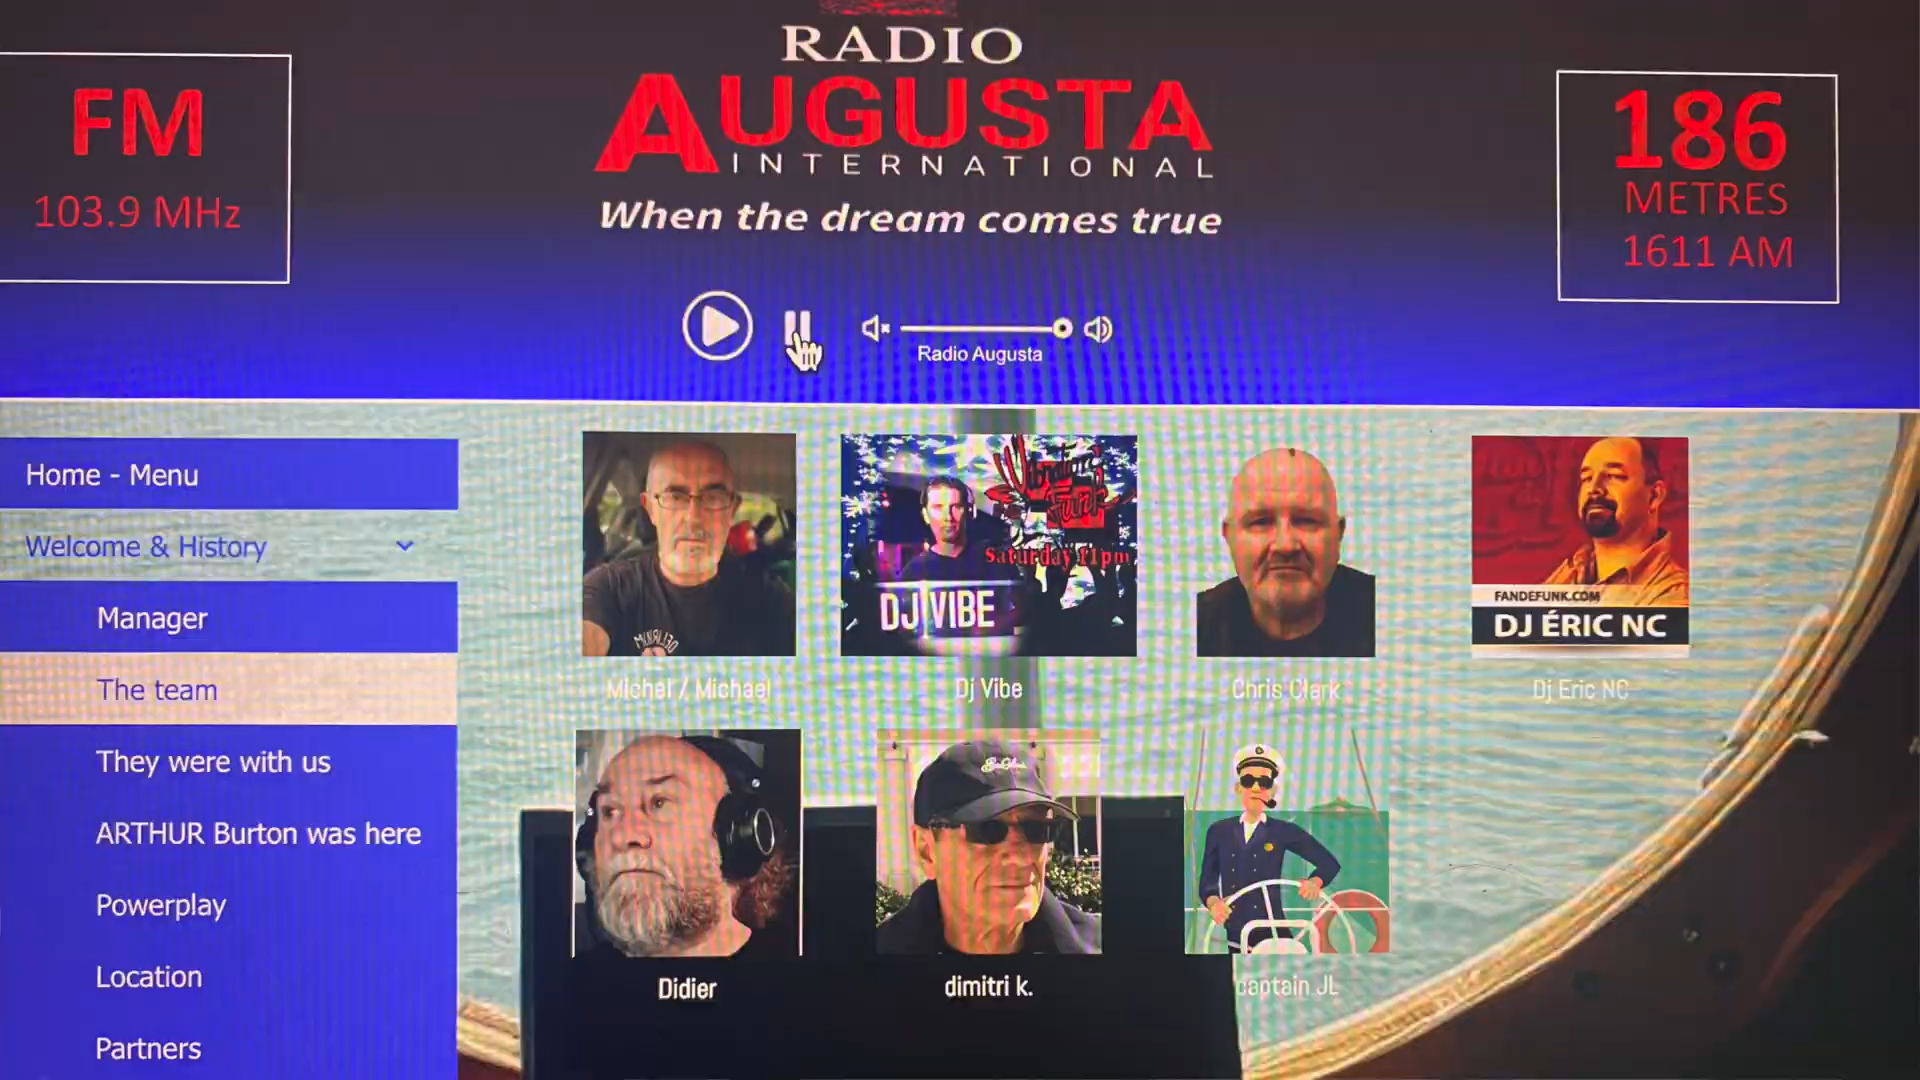 RADIO
AUGUSTA
INTERNATIONAL
When the dream comes true
FM
103.9 MHz
186
METRES
1611 AM
Radio Augusta
Home - Menu
Welcome & History
Manager
The team
They were with us
ARTHUR Burton was here
Powerplay
Location
Partners
Vibration's
Funk
Saturday 11pm
DJ VIBE
FANDEFUNK.COM
DJ ÉRIC NC
Michel / Michael
Dj Vibe
Chris Clark
Dj Eric NC
Didier
dimitri k.
captain JL